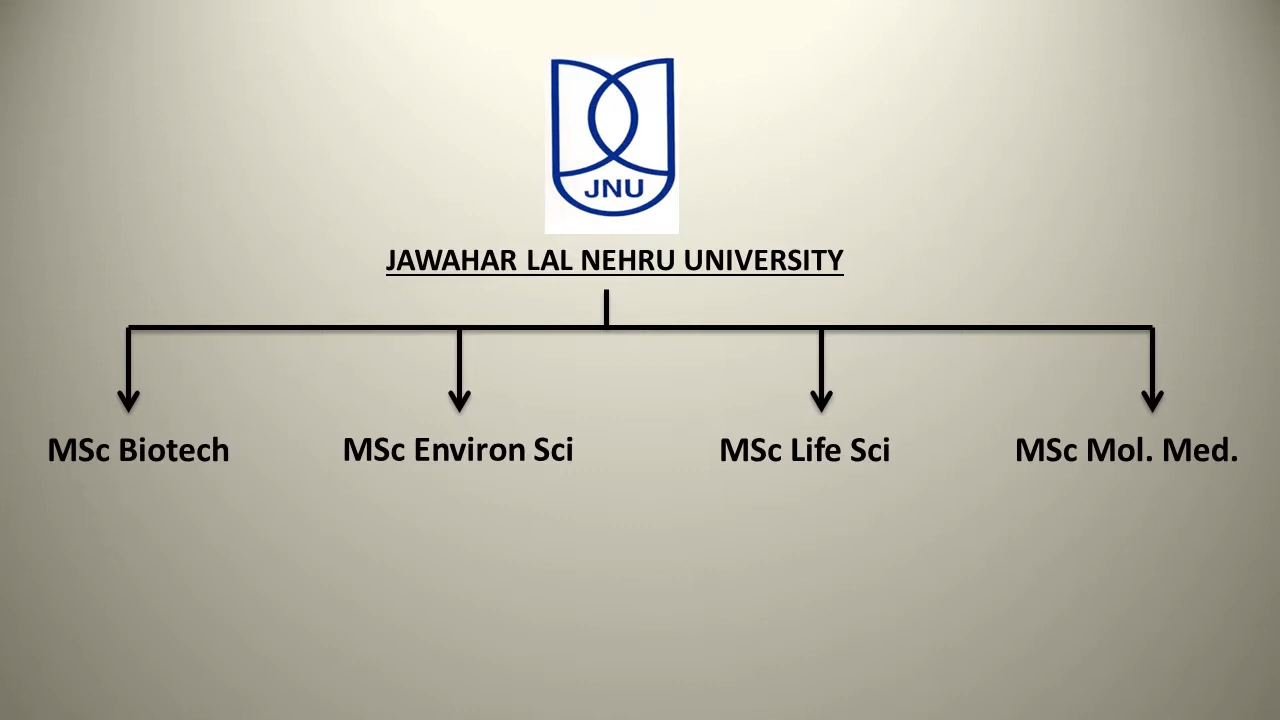 JNU
JAWAHAR LAL NEHRU UNIVERSITY
MSc Biotech
MSc Environ Sci
MSc Life Sci
MSc Mol. Med.